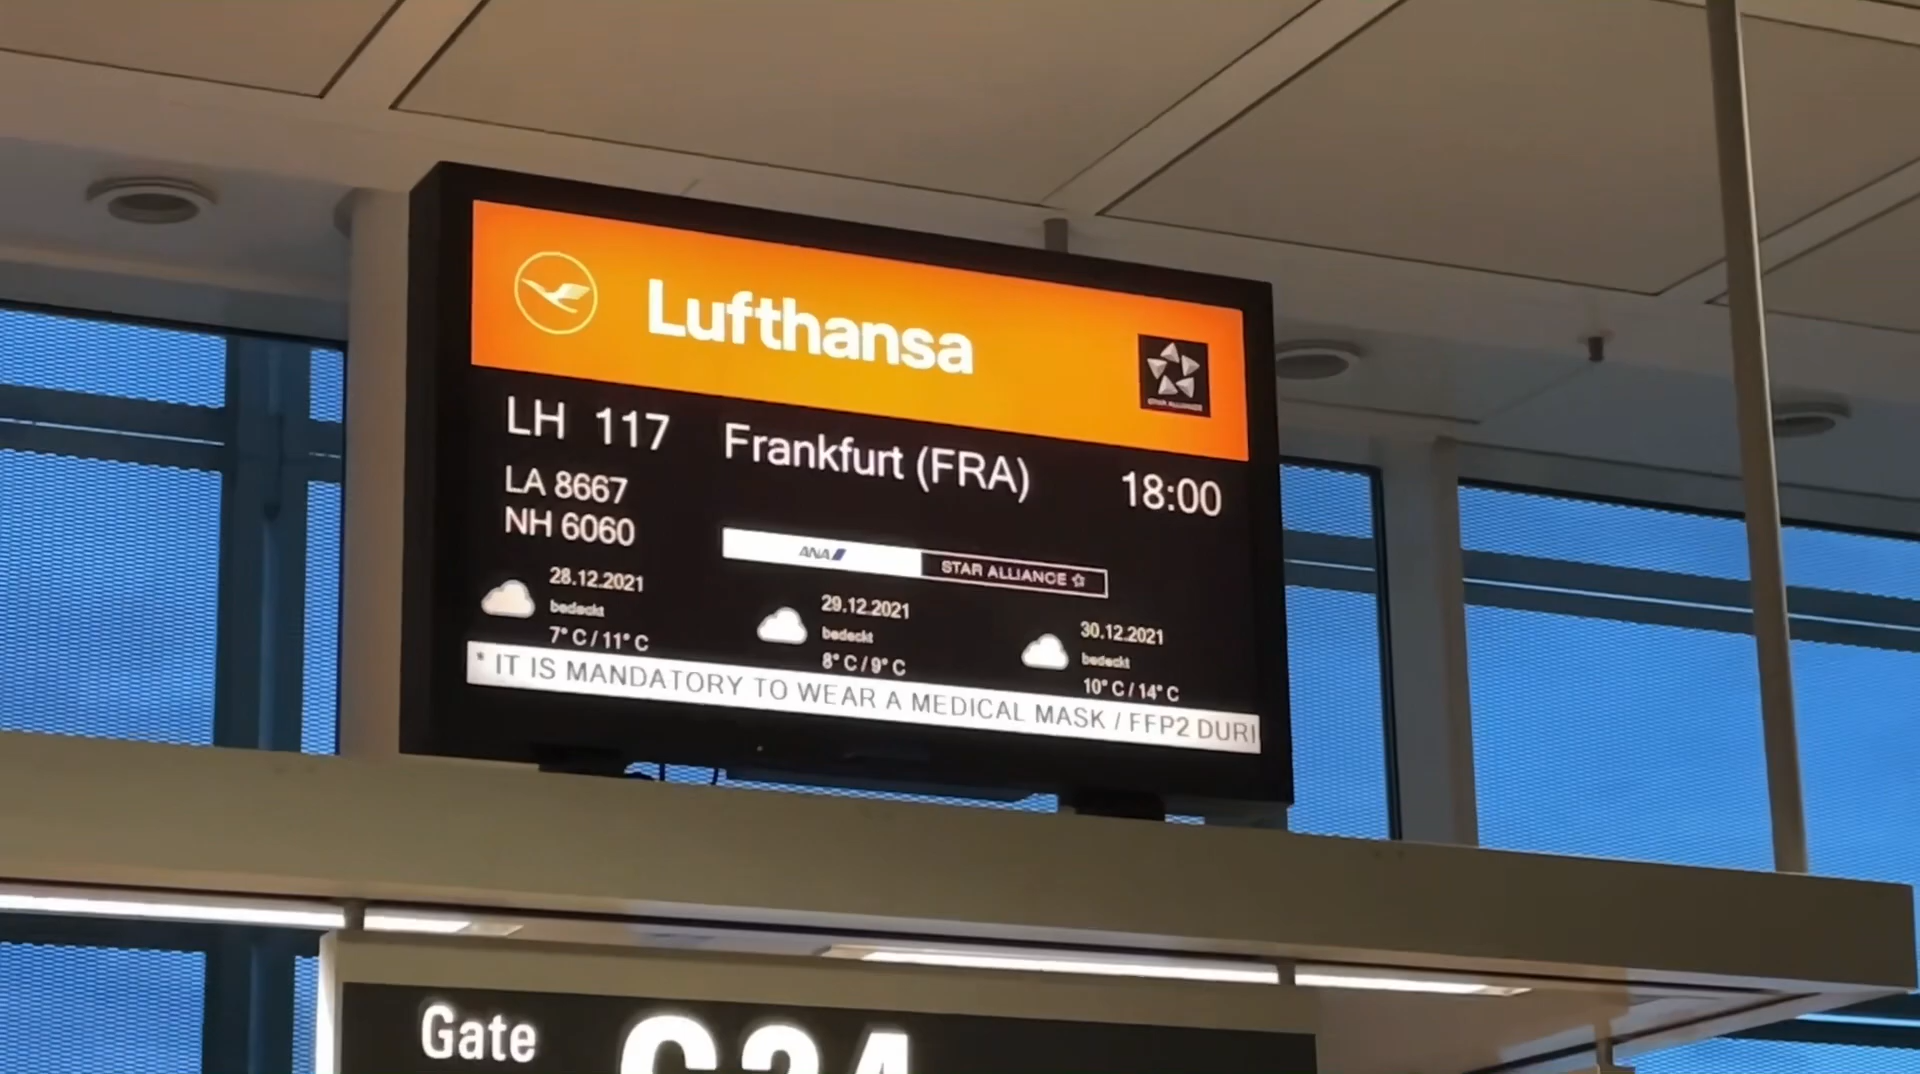 Lufthansa
STAR ALLIANCE
LH 117 Frankfurt (FRA) 18:00
LA 8667
NH 6060
ANA STAR ALLIANCE
28.12.2021
bedeckt
7° C / 11° C
29.12.2021
bedeckt
8° C / 9° C
30.12.2021
bedeckt
10° C / 14° C
* IT IS MANDATORY TO WEAR A MEDICAL MASK / FFP2 DURI
Gate